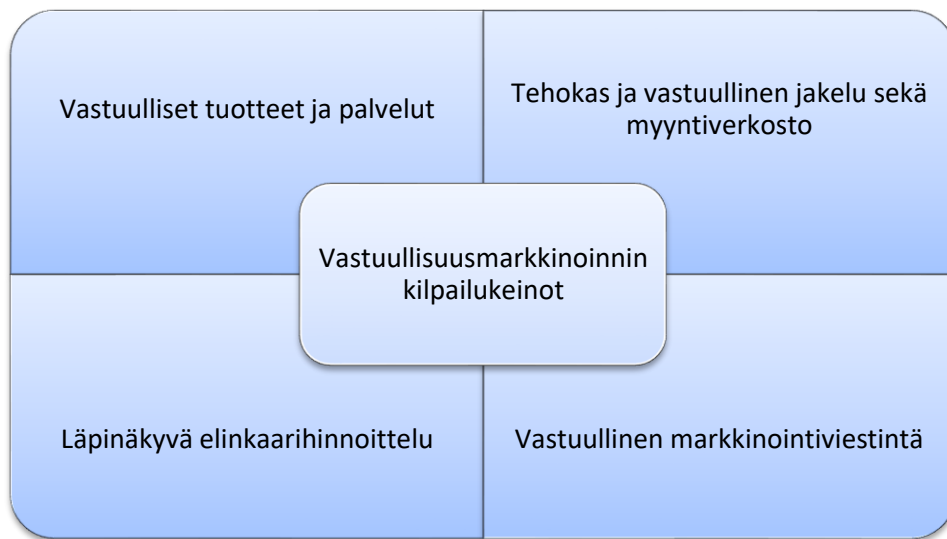 Vastuulliset tuotteet ja palvelut
Tehokas ja vastuullinen jakelu sekä
myyntiverkosto
Vastuullisuusmarkkinoinnin
kilpailukeinot
Läpinäkyvä elinkaarihinnoittelu
Vastuullinen markkinointiviestintä